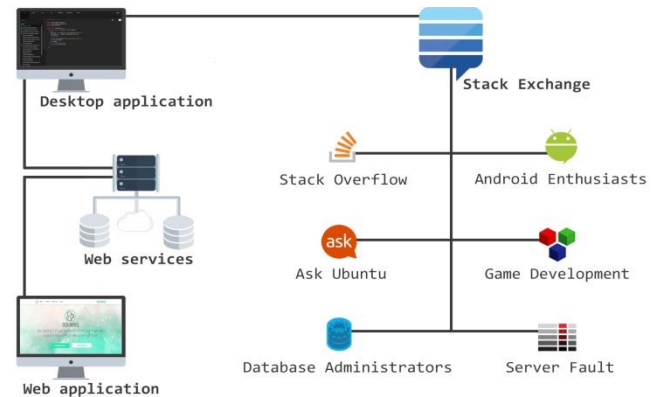 Desktop application
Stack Exchange
Stack Overflow
Android Enthusiasts
Web services
ask
Ask Ubuntu
Game Development
Database Administrators
Server Fault
Web application